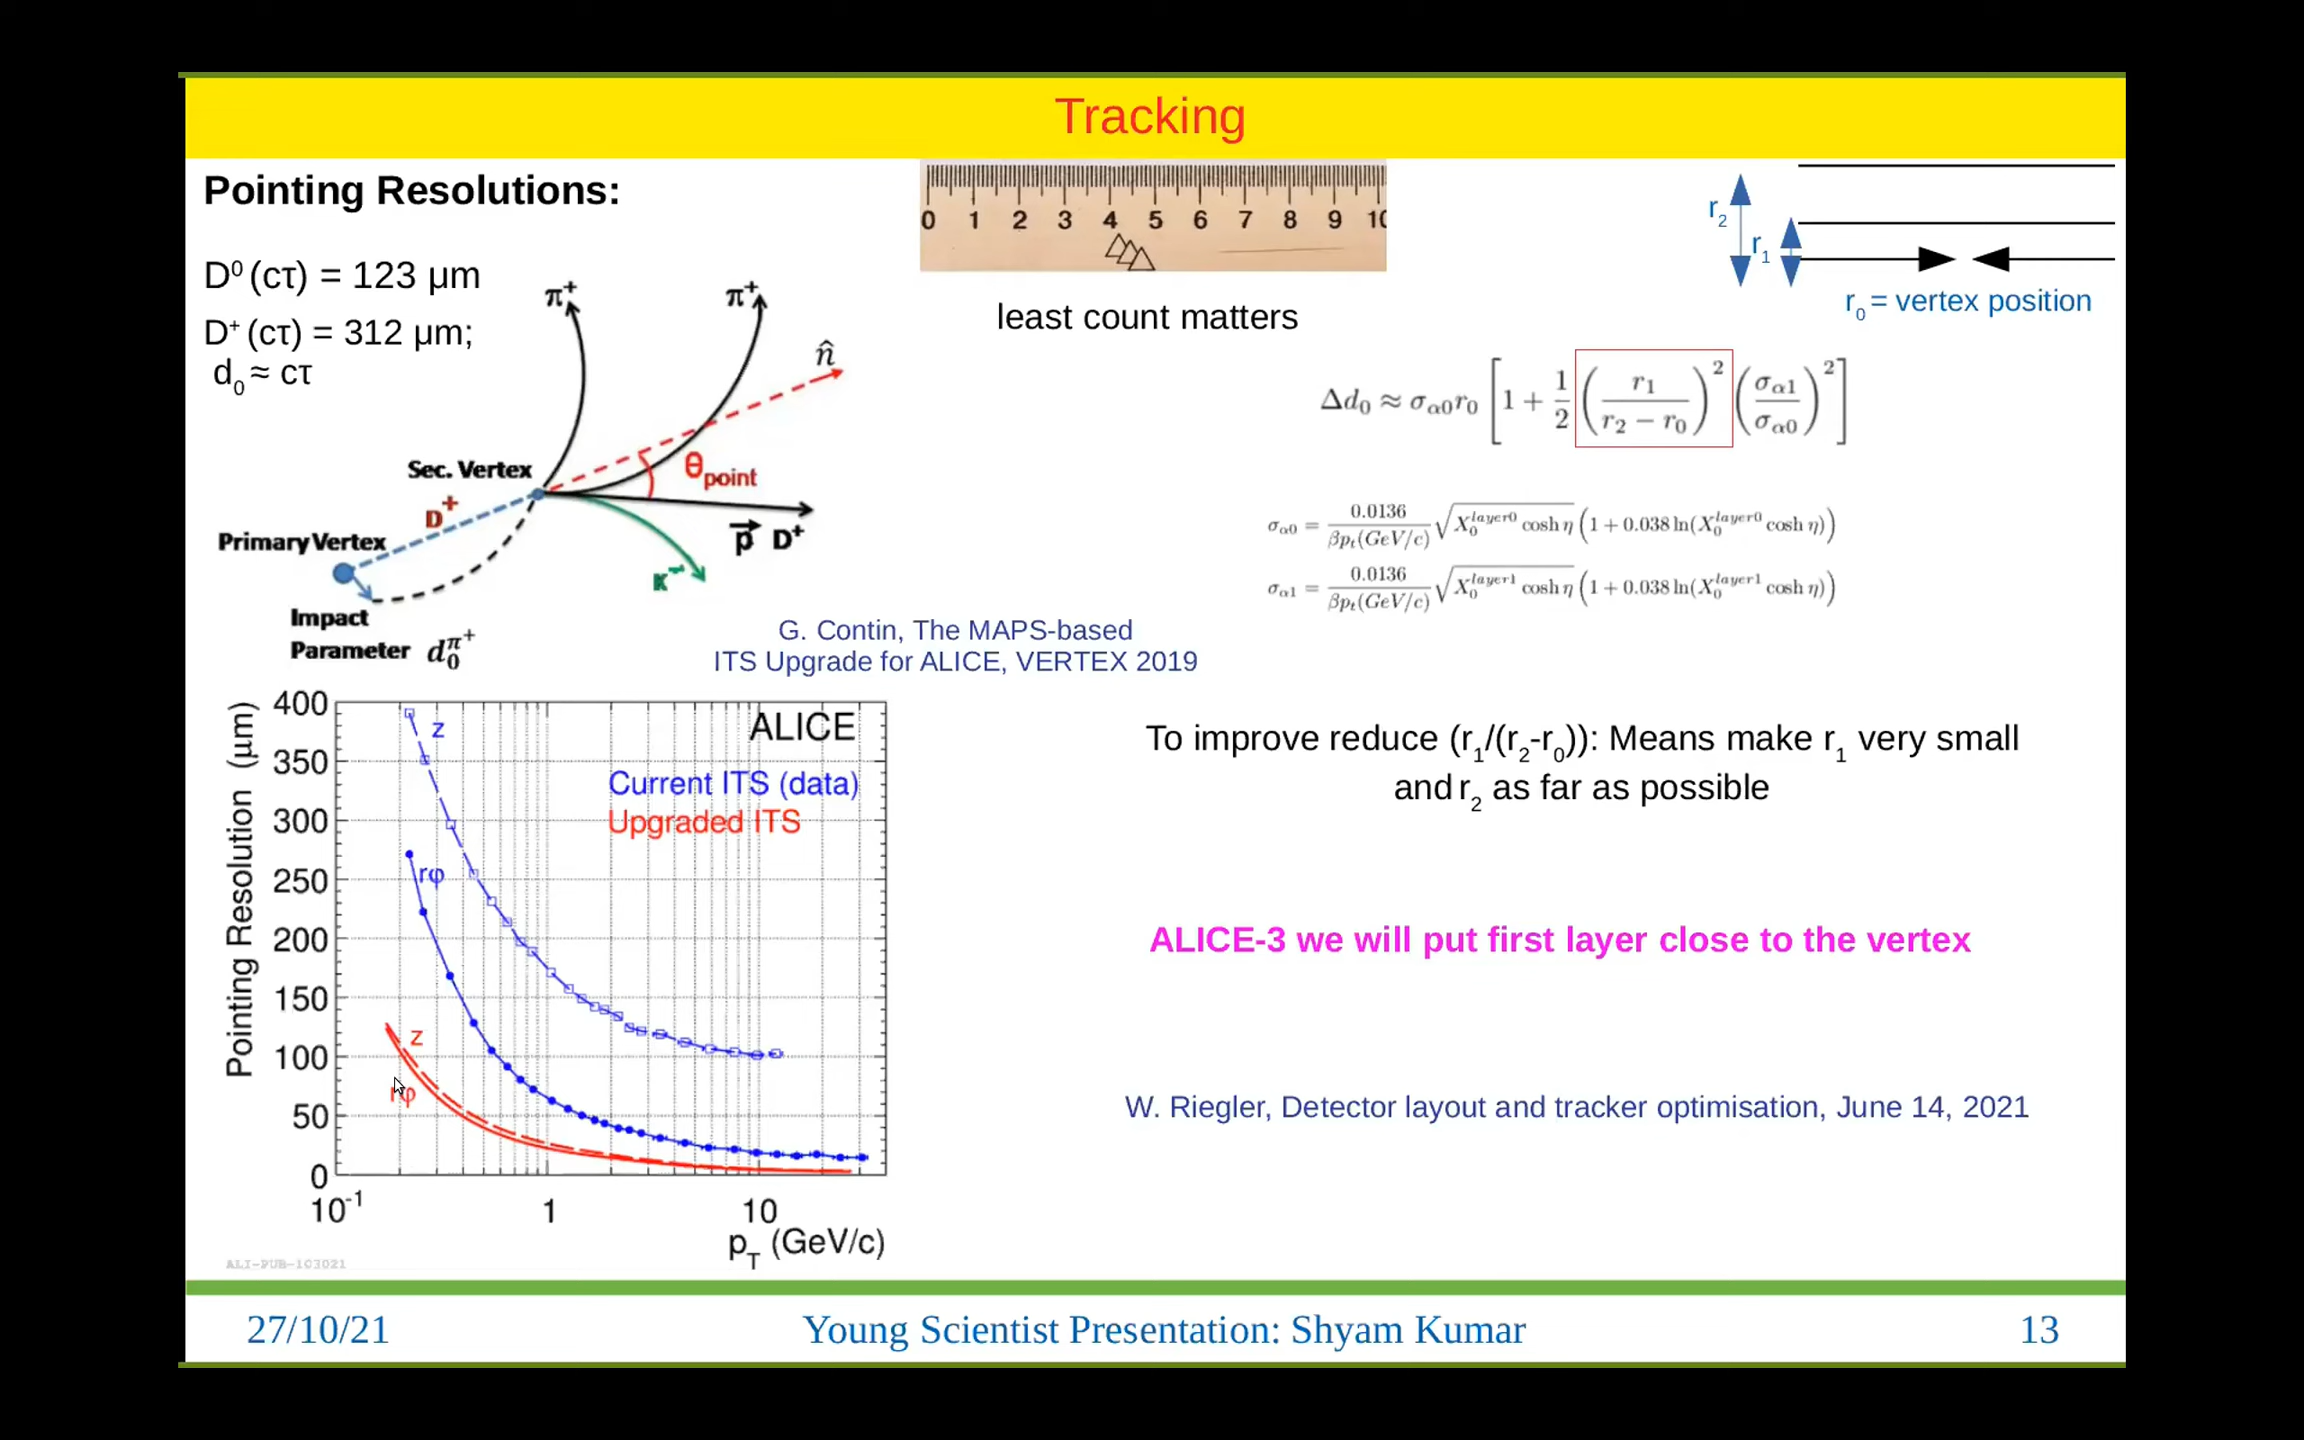 Tracking
Pointing Resolutions:
0 1 2 3 4 5 6 7 8 9 10
least count matters
r₂
r₁
r₀ = vertex position
D⁰ (cτ) = 123 μm
D⁺ (cτ) = 312 μm;
d₀ ≈ cτ
π⁺
π⁺
n̂
Sec. Vertex
θpoint
D⁺
Primary Vertex
p⃗ D⁺
K⁻
Impact
Parameter d₀^π⁺
Δd₀ ≈ σα0r₀ [1 + 1/2 (r₁/(r₂ − r₀))² (σα1/σα0)²]
σα0 = 0.0136/βpₜ(GeV/c) √(X₀^layer0 cosh η) (1 + 0.038 ln(X₀^layer0 cosh η))
σα1 = 0.0136/βpₜ(GeV/c) √(X₀^layer1 cosh η) (1 + 0.038 ln(X₀^layer1 cosh η))
G. Contin, The MAPS-based
ITS Upgrade for ALICE, VERTEX 2019
Pointing Resolution (μm)
400
350
300
250
200
150
100
50
0
10⁻¹ 1 10
pT (GeV/c)
ALICE
Current ITS (data)
Upgraded ITS
z
rφ
z
rφ
ALI-PUB-103021
To improve reduce (r₁/(r₂-r₀)): Means make r₁ very small
and r₂ as far as possible
ALICE-3 we will put first layer close to the vertex
W. Riegler, Detector layout and tracker optimisation, June 14, 2021
27/10/21
Young Scientist Presentation: Shyam Kumar
13